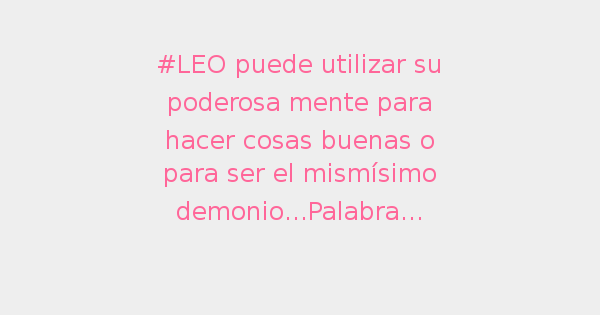 #LEO puede utilizar su
poderosa mente para
hacer cosas buenas o
para ser el mismísimo
demonio...Palabra...